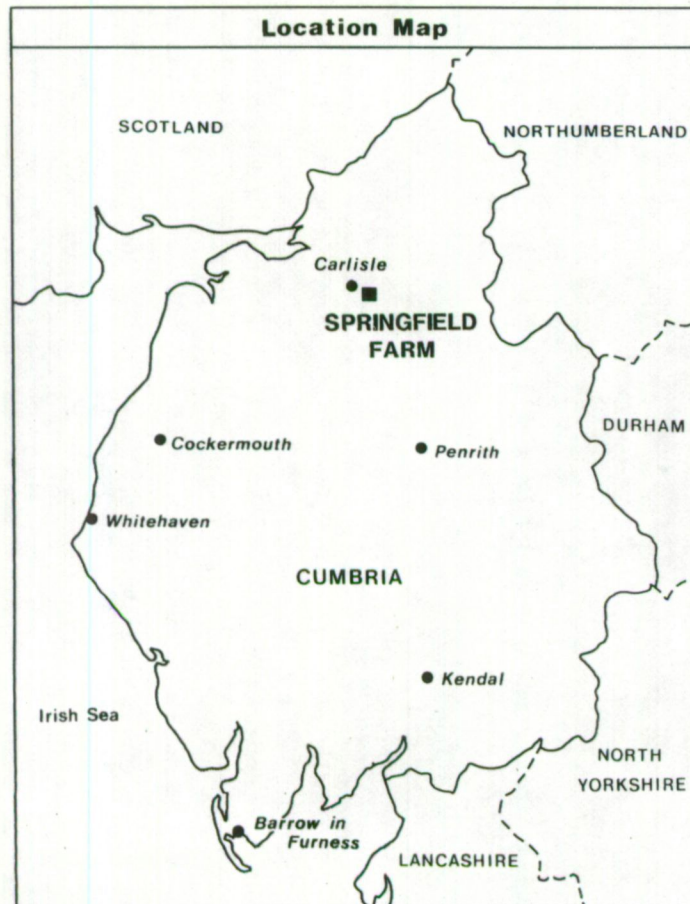 Location Map
SCOTLAND
NORTHUMBERLAND
Carlisle
SPRINGFIELD
FARM
DURHAM
Cockermouth
Penrith
Whitehaven
CUMBRIA
Kendal
Irish Sea
NORTH
YORKSHIRE
Barrow in
Furness
LANCASHIRE